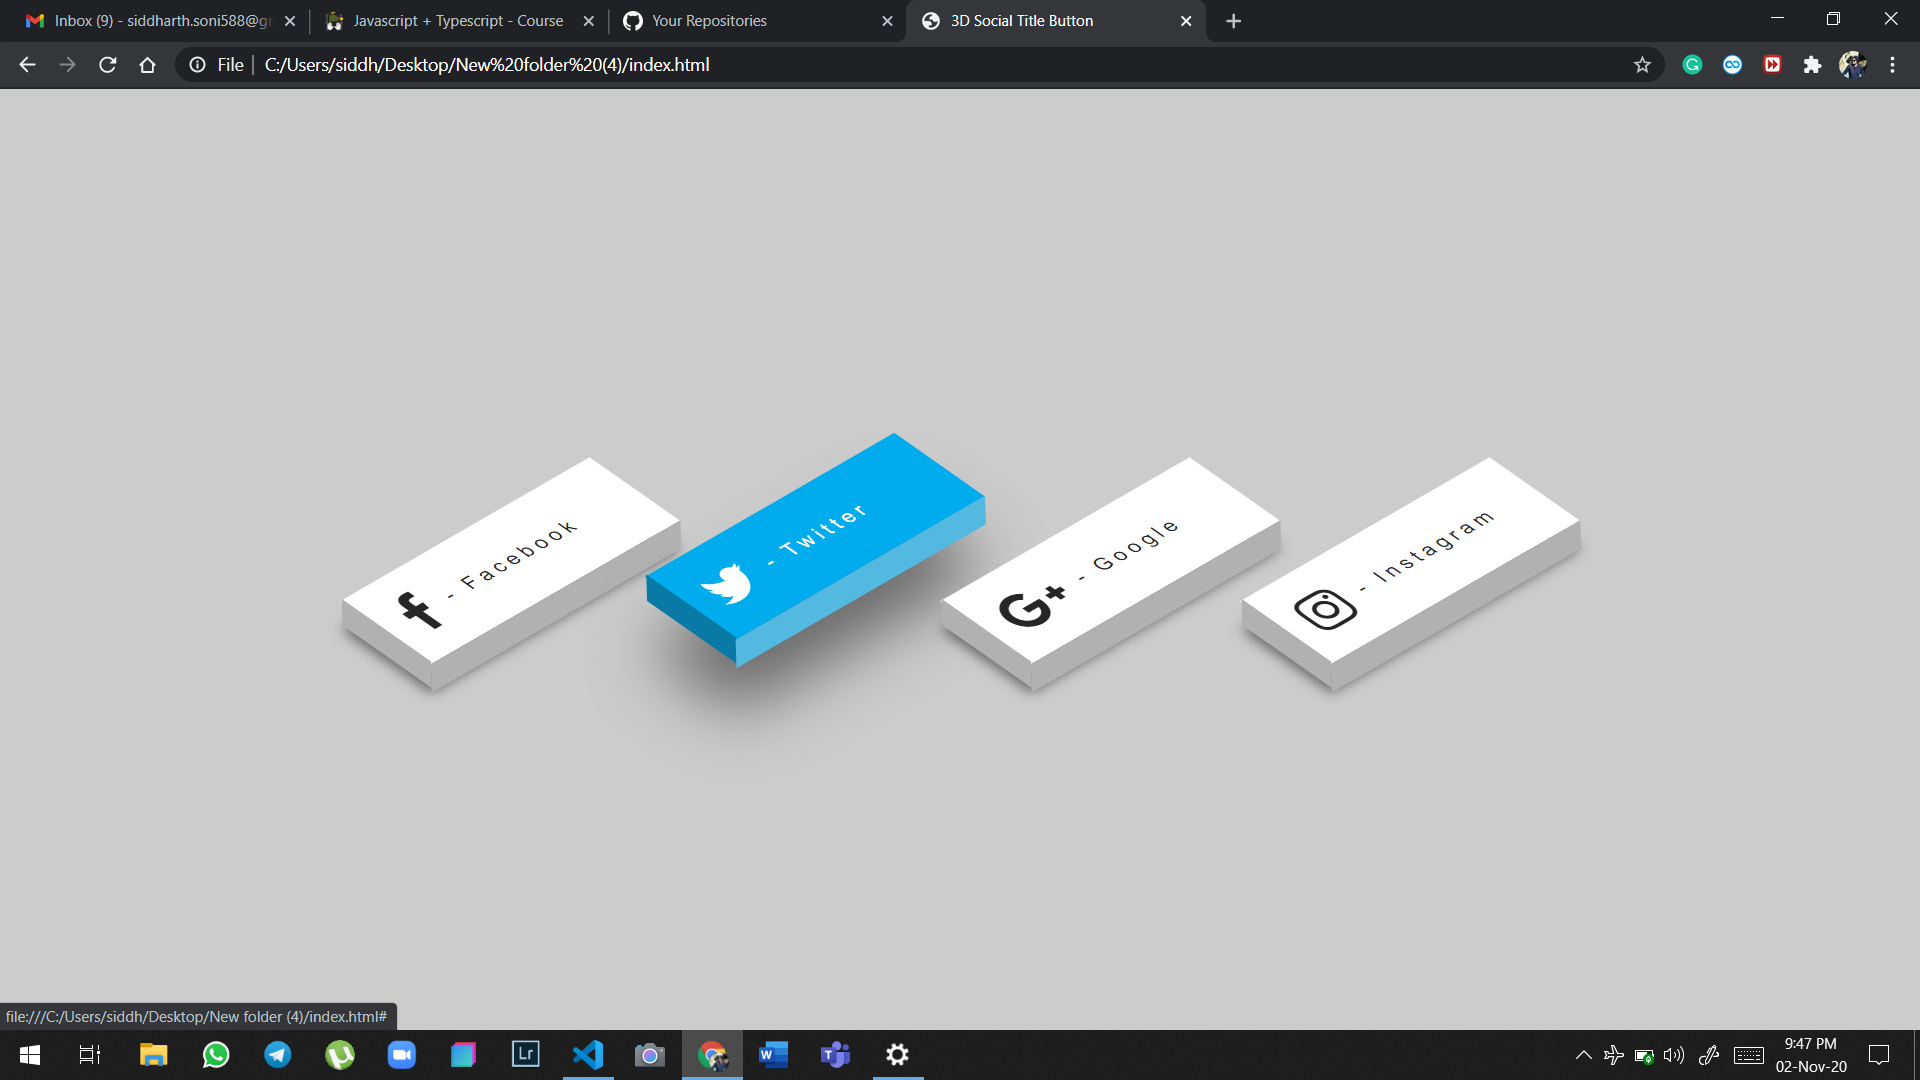 Inbox (9) - siddharth.soni588@g
Javascript + Typescript - Course
Your Repositories
3D Social Title Button
File
C:/Users/siddh/Desktop/New%20folder%20(4)/index.html
- Facebook
- Twitter
G+ - Google
- Instagram
file:///C:/Users/siddh/Desktop/New folder (4)/index.html#
Lr
9:47 PM
02-Nov-20